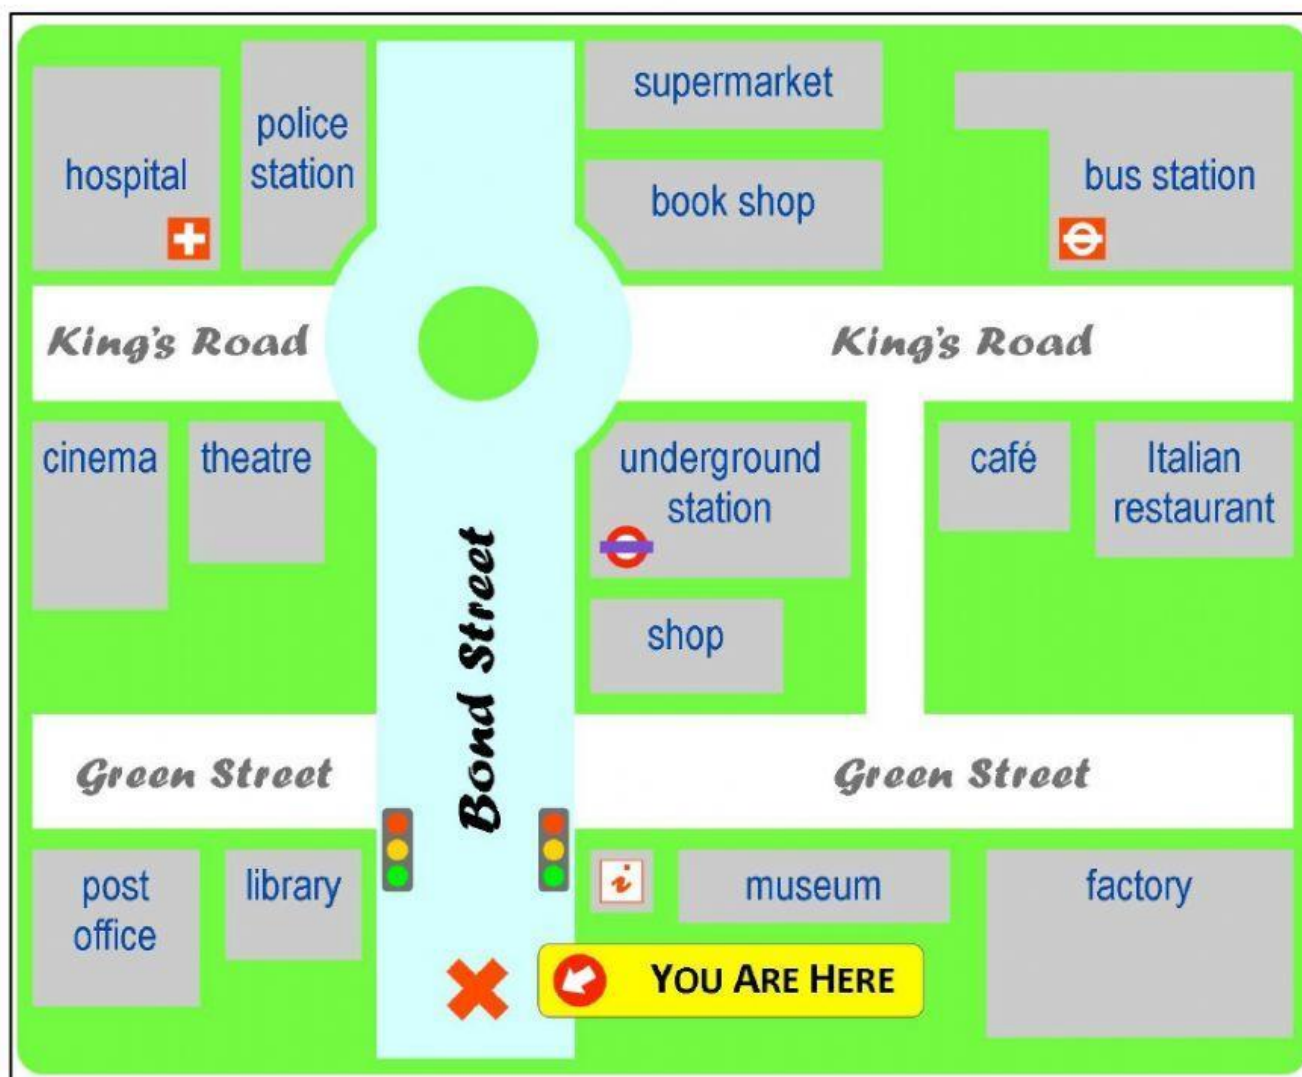 supermarket
police
station
hospital
book shop
bus station
King's Road
King's Road
cinema
theatre
underground
station
café
Italian
restaurant
shop
Bond Street
Green Street
Green Street
post
office
library
i
museum
factory
YOU ARE HERE